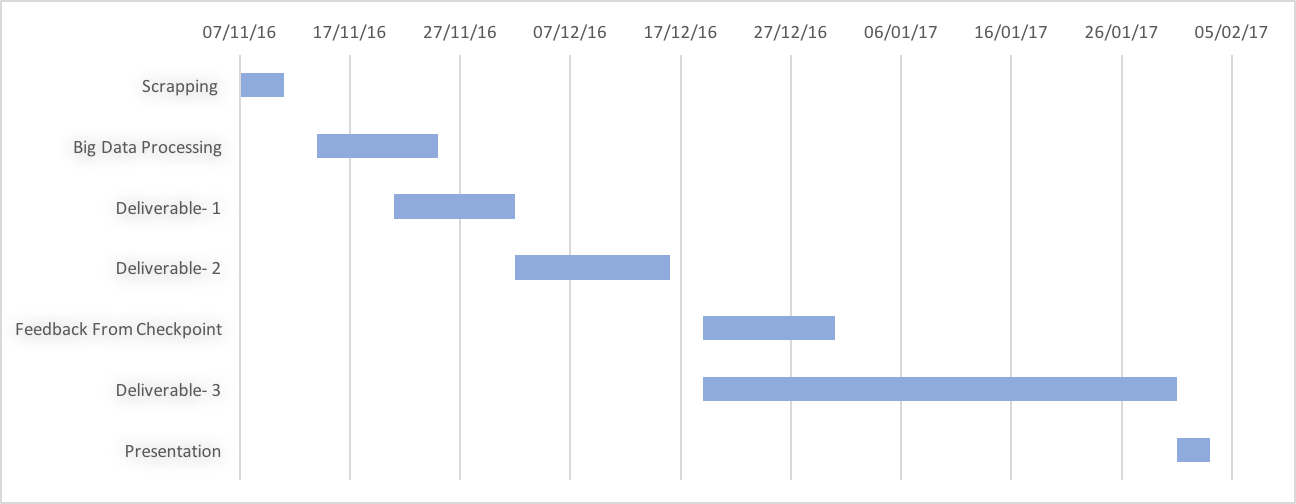 07/11/16 17/11/16 27/11/16 07/12/16 17/12/16 27/12/16 06/01/17 16/01/17 26/01/17 05/02/17
Scrapping
Big Data Processing
Deliverable- 1
Deliverable- 2
Feedback From Checkpoint
Deliverable- 3
Presentation